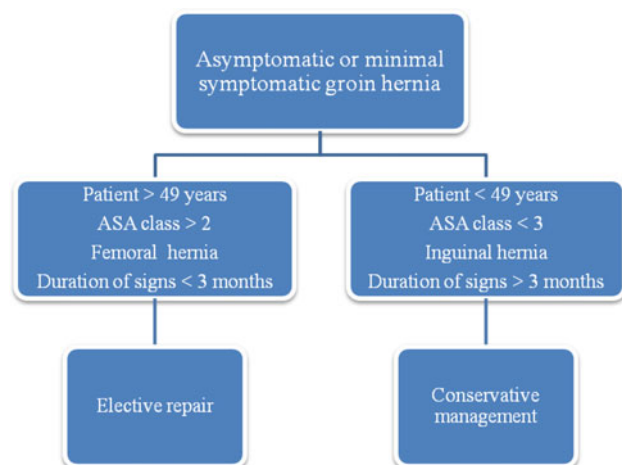 Asymptomatic or minimal
symptomatic groin hernia
Patient > 49 years
ASA class > 2
Femoral hernia
Duration of signs < 3 months
Patient < 49 years
ASA class < 3
Inguinal hernia
Duration of signs > 3 months
Elective repair
Conservative
management